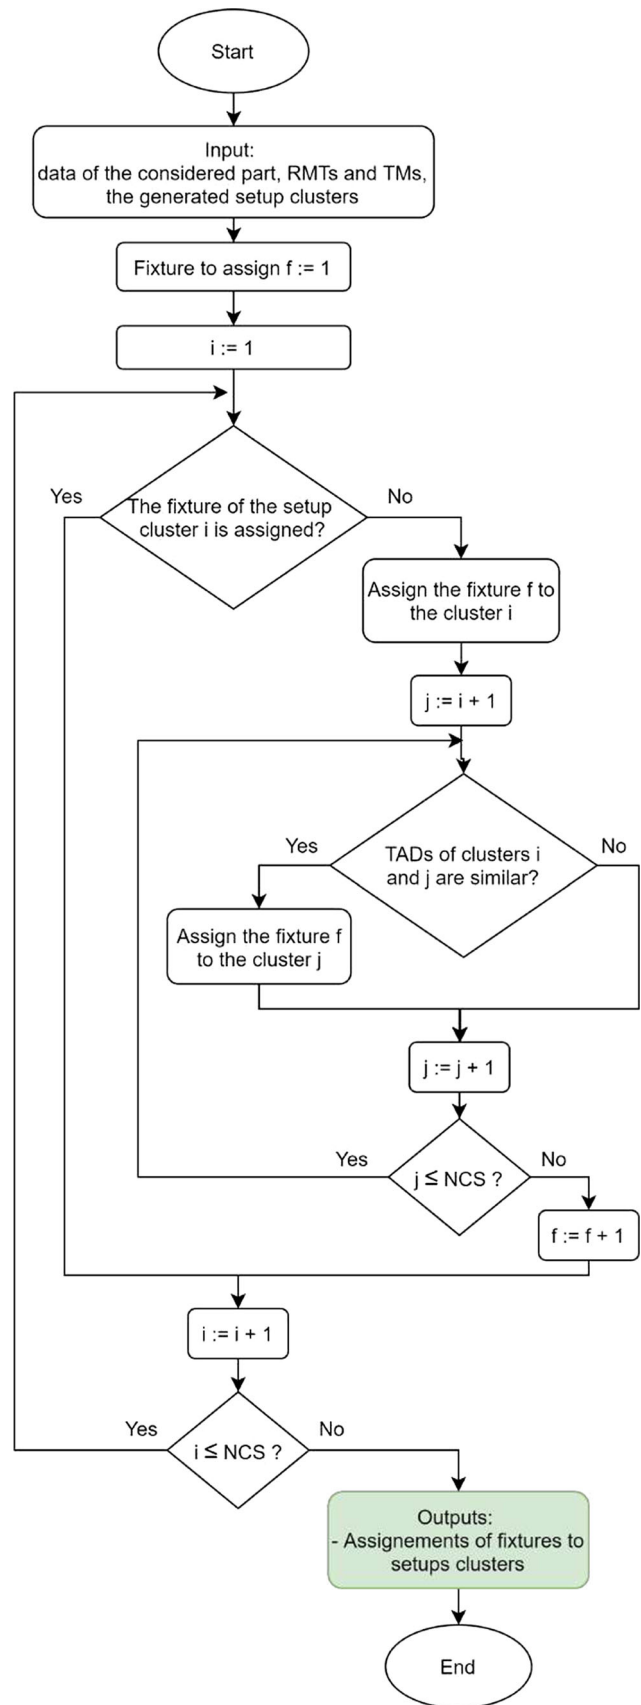 Start
Input:
data of the considered part, RMTs and TMs,
the generated setup clusters
Fixture to assign f := 1
i := 1
Yes
No
The fixture of the setup
cluster i is assigned?
Assign the fixture f to
the cluster i
j := i + 1
Yes
No
TADs of clusters i
and j are similar?
Assign the fixture f
to the cluster j
j := j + 1
Yes
No
j ≤ NCS ?
f := f + 1
i := i + 1
Yes
No
i ≤ NCS ?
Outputs:
- Assignements of fixtures to
setups clusters
End